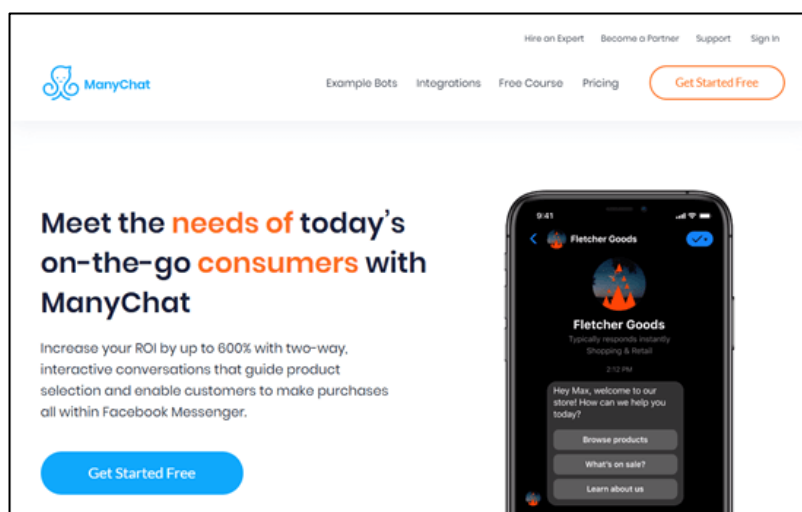 Hire an Expert Become a Partner Support Sign In
ManyChat Example Bots Integrations Free Course Pricing Get Started Free
Meet the needs of today's
on-the-go consumers with
ManyChat
Increase your ROI by up to 600% with two-way,
interactive conversations that guide product
selection and enable customers to make purchases
all within Facebook Messenger.
Get Started Free
9:41
Fletcher Goods
Fletcher Goods
Typically responds instantly
Shopping & Retail
2:12 PM
Hey Max, welcome to our
store! How can we help you
today?
Browse products
What's on sale?
Learn about us